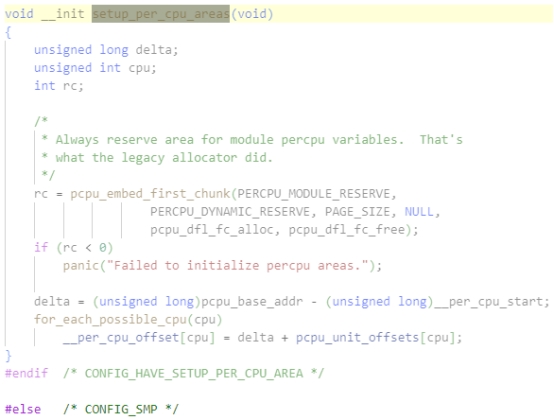 void __init setup_per_cpu_areas(void)
{
    unsigned long delta;
    unsigned int cpu;
    int rc;

    /*
     * Always reserve area for module percpu variables.  That's
     * what the legacy allocator did.
     */
    rc = pcpu_embed_first_chunk(PERCPU_MODULE_RESERVE,
                    PERCPU_DYNAMIC_RESERVE, PAGE_SIZE, NULL,
                    pcpu_dfl_fc_alloc, pcpu_dfl_fc_free);
    if (rc < 0)
        panic("Failed to initialize percpu areas.");

    delta = (unsigned long)pcpu_base_addr - (unsigned long)__per_cpu_start;
    for_each_possible_cpu(cpu)
        __per_cpu_offset[cpu] = delta + pcpu_unit_offsets[cpu];
}
#endif  /* CONFIG_HAVE_SETUP_PER_CPU_AREA */

#else   /* CONFIG_SMP */